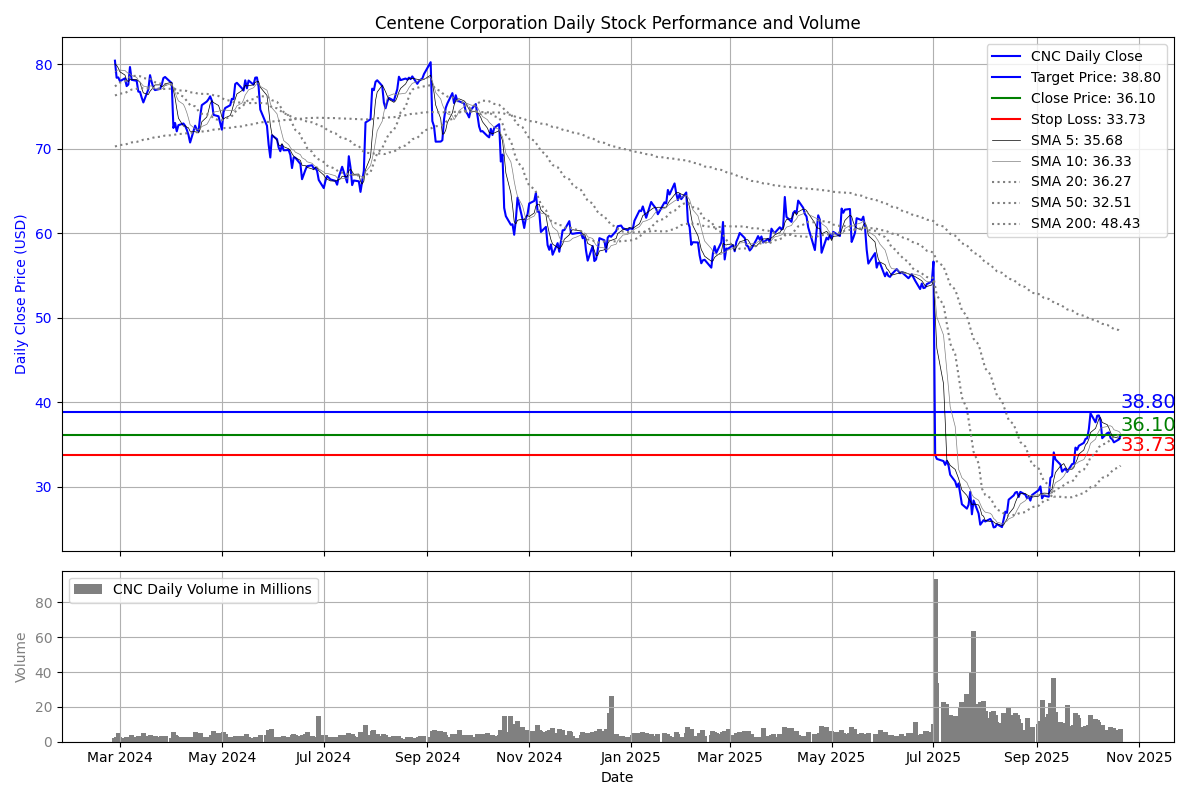 Centene Corporation Daily Stock Performance and Volume
Daily Close Price (USD)
80
70
60
50
40
30
CNC Daily Close
Target Price: 38.80
Close Price: 36.10
Stop Loss: 33.73
SMA 5: 35.68
SMA 10: 36.33
SMA 20: 36.27
SMA 50: 32.51
SMA 200: 48.43
38.80
36.10
33.73
Volume
80
60
40
20
0
CNC Daily Volume in Millions
Mar 2024 May 2024 Jul 2024 Sep 2024 Nov 2024 Jan 2025 Mar 2025 May 2025 Jul 2025 Sep 2025 Nov 2025
Date